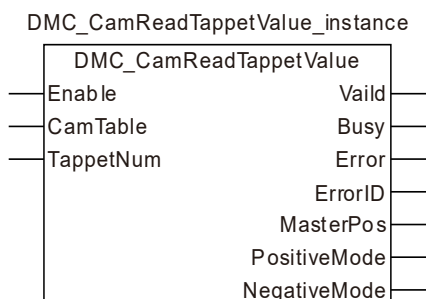 DMC_CamReadTappetValue_instance
DMC_CamReadTappetValue
Enable Vaild
CamTable Busy
TappetNum Error
ErrorID
MasterPos
PositiveMode
NegativeMode